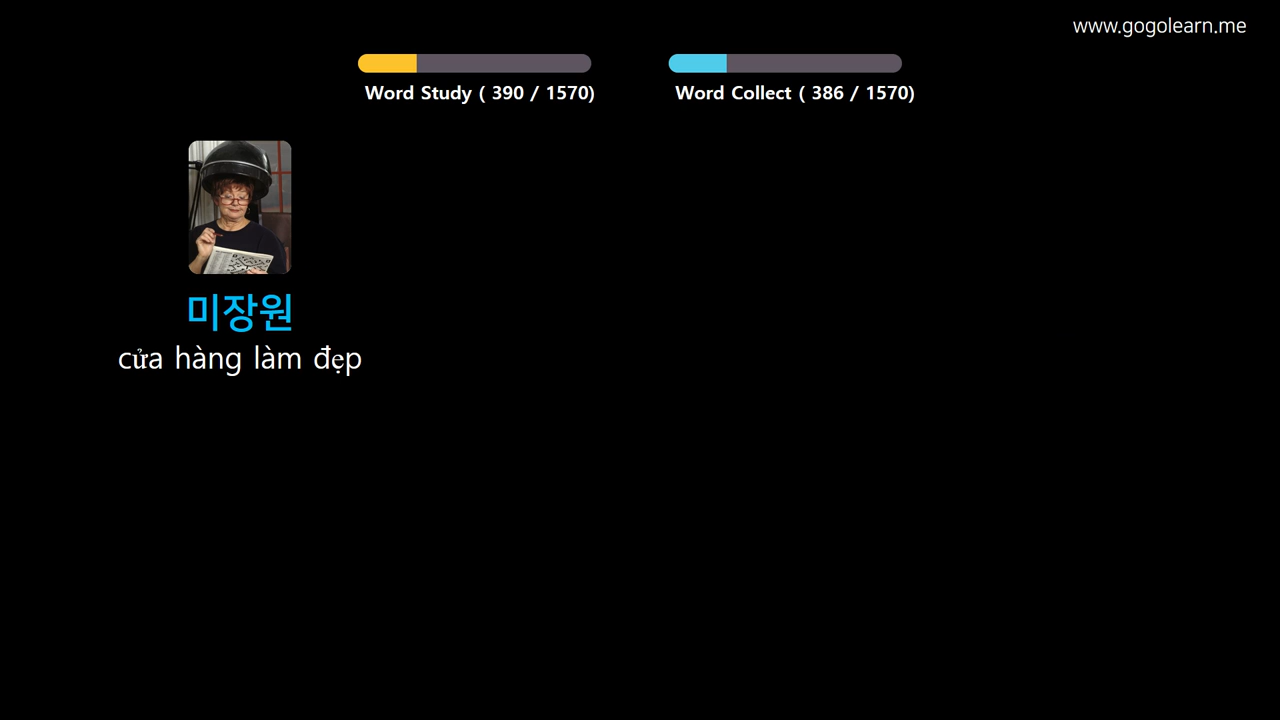 www.gogolearn.me
Word Study ( 390 / 1570)
Word Collect ( 386 / 1570)
미장원
cửa hàng làm đẹp